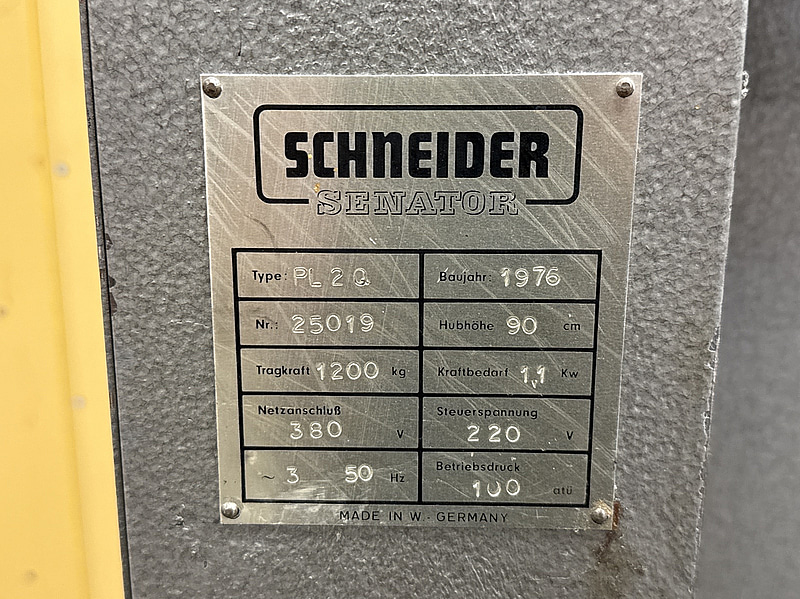 SCHNEIDER
SENATOR
Type: PL 2 Q Baujahr: 1976
Nr.: 25019 Hubhöhe 90 cm
Tragkraft 1200 kg Kraftbedarf 1,1 Kw
Netzanschluß Steuerspannung
380 V 220 V
~ 3 50 Hz Betriebsdruck
100 atü
MADE IN W.-GERMANY